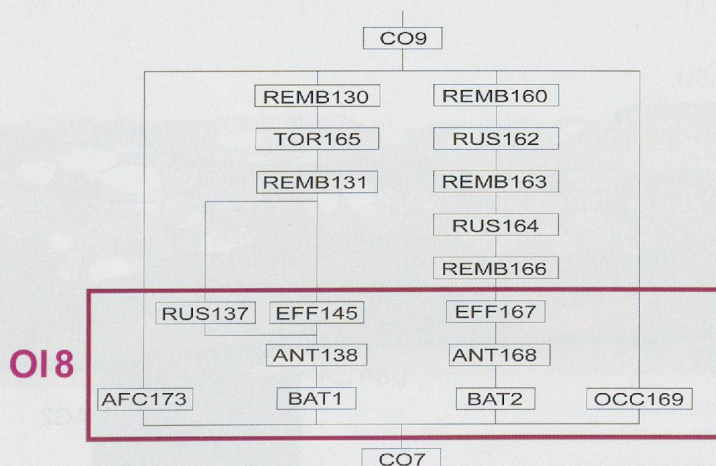 CO9
REMB130 REMB160
TOR165 RUS162
REMB131 REMB163
RUS164
REMB166
RUS137 EFF145 EFF167
ANT138 ANT168
OI8
AFC173 BAT1 BAT2 OCC169
CO7